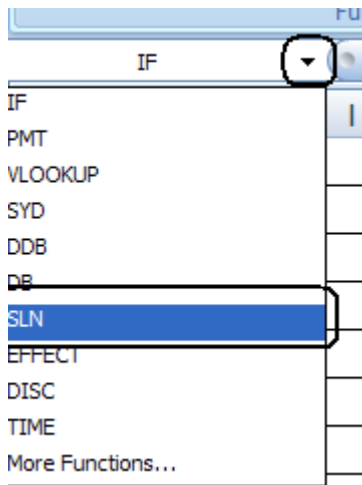 Fu
IF
IF
PMT
VLOOKUP
SYD
DDB
DB
SLN
EFFECT
DISC
TIME
More Functions...
I